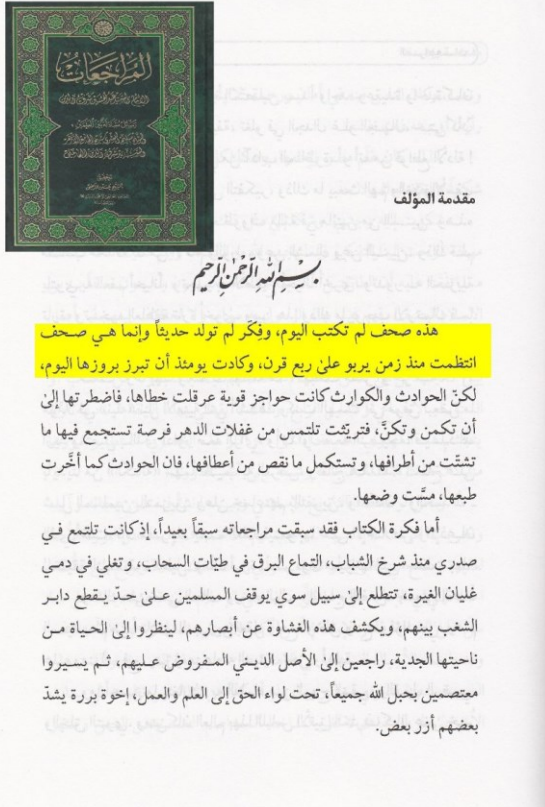 المراجعات
مقدمة المؤلف
بسم الله الرحمن الرحيم
هذه صحف لم تكتب اليوم، وفِكَر لم تولد حديثاً وإنما هي صحف
انتظمت منذ زمن يربو على ربع قرن، وكادت يومئذ أن تبرز بروزها اليوم،
لكنّ الحوادث والكوارث كانت حواجز قوية عرقلت خطاها، فاضطرتها إلىٰ
أن تكمن وتكنَّ، فتريّثت تلتمس من غفلات الدهر فرصة تستجمع فيها ما
تشتّت من أطرافها، وتستكمل ما نقص من أعطافها، فان الحوادث كما أخَّرت
طبعها، مسَّت وضعها.
أما فكرة الكتاب فقد سبقت مراجعاته سبقاً بعيداً، إذ كانت تلتمع في
صدري منذ شرخ الشباب، التماع البرق في طيّات السحاب، وتغلي في دمي
غليان الغيرة، تتطلع إلىٰ سبيل سوي يوقف المسلمين علىٰ حدّ يقطع دابر
الشغب بينهم، ويكشف هذه الغشاوة عن أبصارهم، لينظروا إلىٰ الحياة من
ناحيتها الجدية، راجعين إلىٰ الأصل الديني المفروض عليهم، ثم يسيروا
معتصمين بحبل الله جميعاً، تحت لواء الحقّ إلىٰ العلم والعمل، إخوة بررة يشدّ
بعضهم أزر بعض.